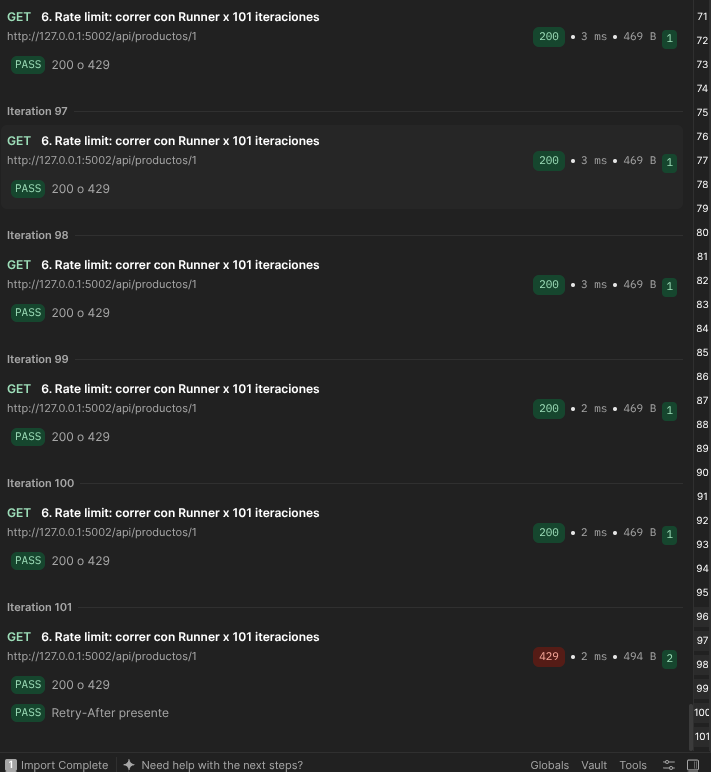 GET 6. Rate limit: correr con Runner x 101 iteraciones
http://127.0.0.1:5002/api/productos/1 200 • 3 ms • 469 B 1
PASS 200 o 429
Iteration 97
GET 6. Rate limit: correr con Runner x 101 iteraciones
http://127.0.0.1:5002/api/productos/1 200 • 3 ms • 469 B 1
PASS 200 o 429
Iteration 98
GET 6. Rate limit: correr con Runner x 101 iteraciones
http://127.0.0.1:5002/api/productos/1 200 • 3 ms • 469 B 1
PASS 200 o 429
Iteration 99
GET 6. Rate limit: correr con Runner x 101 iteraciones
http://127.0.0.1:5002/api/productos/1 200 • 2 ms • 469 B 1
PASS 200 o 429
Iteration 100
GET 6. Rate limit: correr con Runner x 101 iteraciones
http://127.0.0.1:5002/api/productos/1 200 • 2 ms • 469 B 1
PASS 200 o 429
Iteration 101
GET 6. Rate limit: correr con Runner x 101 iteraciones
http://127.0.0.1:5002/api/productos/1 429 • 2 ms • 494 B 2
PASS 200 o 429
PASS Retry-After presente
71
72
73
74
75
76
77
78
79
80
81
82
83
84
85
86
87
88
89
90
91
92
93
94
95
96
97
98
99
100
101
1 Import Complete Need help with the next steps? Globals Vault Tools